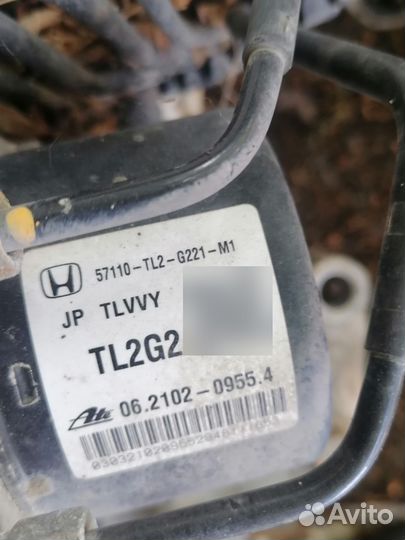 57110-TL2-G221-M1
JP TLVVY
TL2G2
Ate 06.2102-0955.4
Avito